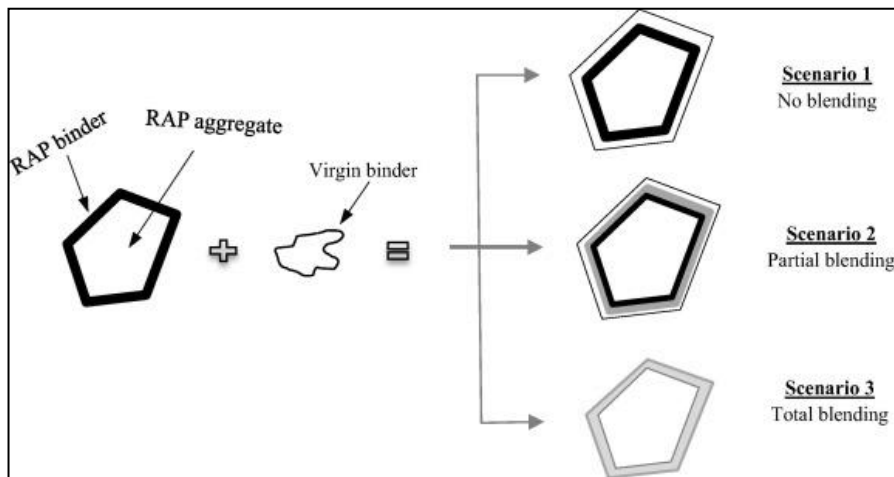 RAP binder
RAP aggregate
Virgin binder
Scenario 1
No blending
Scenario 2
Partial blending
Scenario 3
Total blending